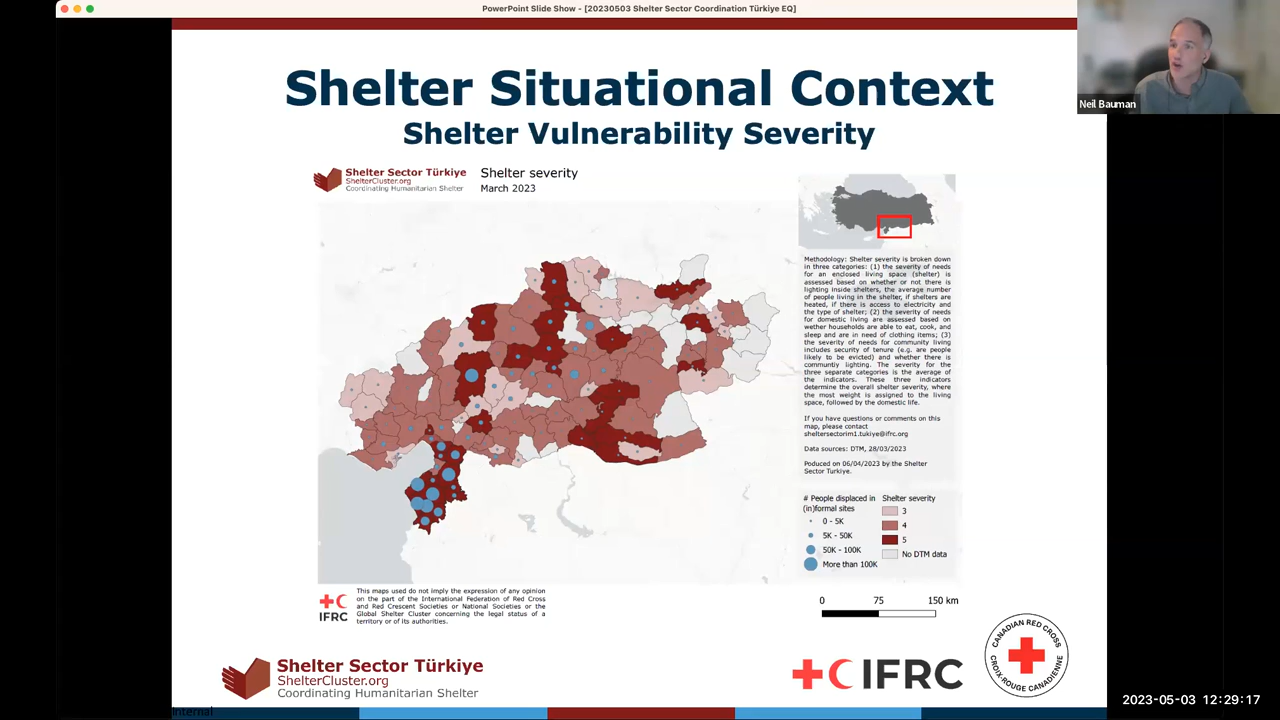 PowerPoint Slide Show - [20230503 Shelter Sector Coordination Türkiye EQ]
Neil Bauman
Shelter Situational Context
Shelter Vulnerability Severity
Shelter Sector Türkiye
ShelterCluster.org
Coordinating Humanitarian Shelter
Shelter severity
March 2023
Methodology: Shelter severity is broken down
in three categories: (1) the severity of needs
for an enclosed living space (shelter) is
assessed based on whether or not there is
lighting inside shelters, the average number
of people living in the shelter, if shelters are
heated, if there is access to electricity and
the type of shelter; (2) the severity of needs
for domestic living are assessed based on
wether households are able to eat, cook, and
sleep and are in need of clothing items; (3)
the severity of needs for community living
includes security of tenure (e.g. are people
likely to be evicted) and whether there is
communtiy lighting. The severity for the
three separate categories is the average of
the indicators. These three indicators
determine the overall shelter severity, where
the most weight is assigned to the living
space, followed by the domestic life.
If you have questions or comments on this
map, please contact
sheltersectorim1.tukiye@ifrc.org
Data sources: DTM, 28/03/2023
Poduced on 06/04/2023 by the Shelter
Sector Turkiye.
# People displaced in
(in)formal sites
0 - 5K
5K - 50K
50K - 100K
More than 100K
Shelter severity
3
4
5
No DTM data
0 75 150 km
IFRC
This maps used do not imply the expression of any opinion
on the part of the International Federation of Red Cross
and Red Crescent Societies or National Societies or the
Global Shelter Cluster concerning the legal status of a
territory or of its authorities.
Shelter Sector Türkiye
ShelterCluster.org
Coordinating Humanitarian Shelter
IFRC
CANADIAN RED CROSS
CROIX-ROUGE CANADIENNE
Internal
2023-05-03 12:29:17